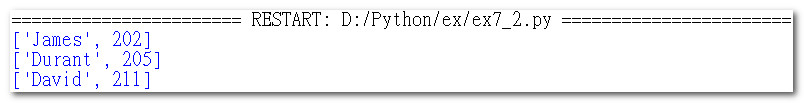 ======================= RESTART: D:/Python/ex/ex7_2.py =======================
['James', 202]
['Durant', 205]
['David', 211]